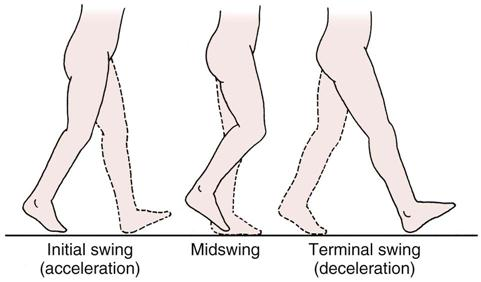 Initial swing
(acceleration)
Midswing
Terminal swing
(deceleration)